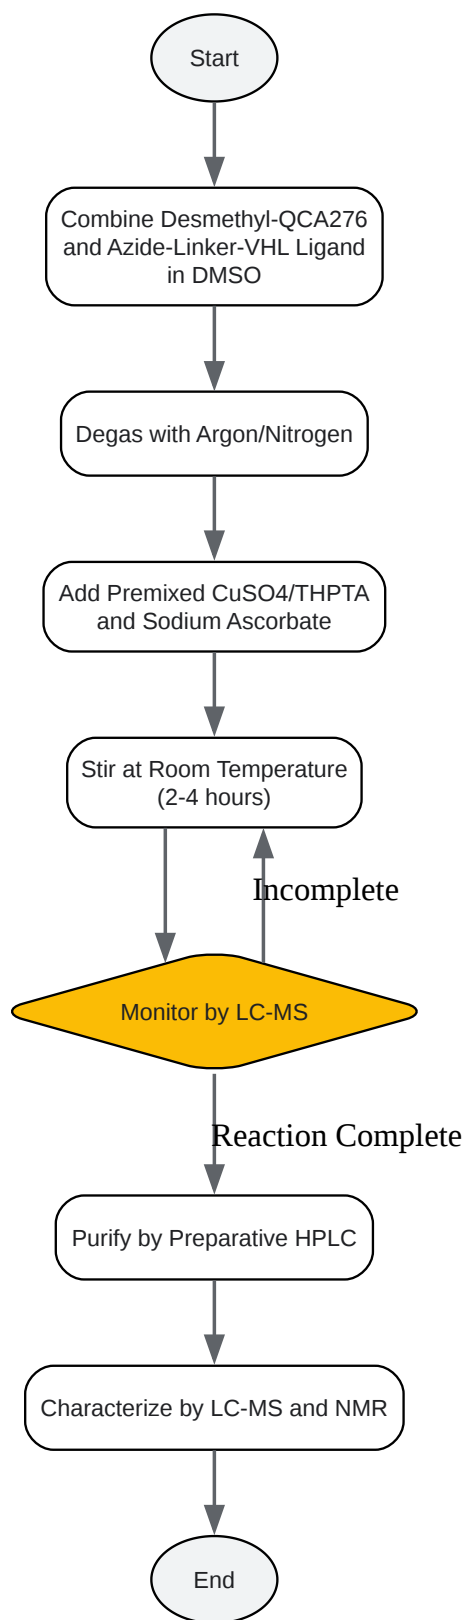 Start
Combine Desmethyl-QCA276
and Azide-Linker-VHL Ligand
in DMSO
Degas with Argon/Nitrogen
Add Premixed CuSO4/THPTA
and Sodium Ascorbate
Stir at Room Temperature
(2-4 hours)
Incomplete
Monitor by LC-MS
Reaction Complete
Purify by Preparative HPLC
Characterize by LC-MS and NMR
End